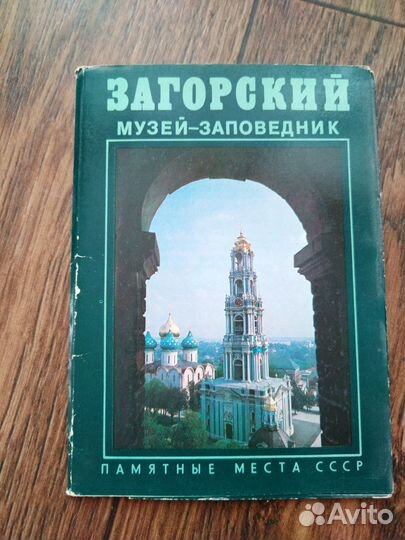 ЗАГОРСКИЙ
МУЗЕЙ-ЗАПОВЕДНИК
ПАМЯТНЫЕ МЕСТА СССР
Avito